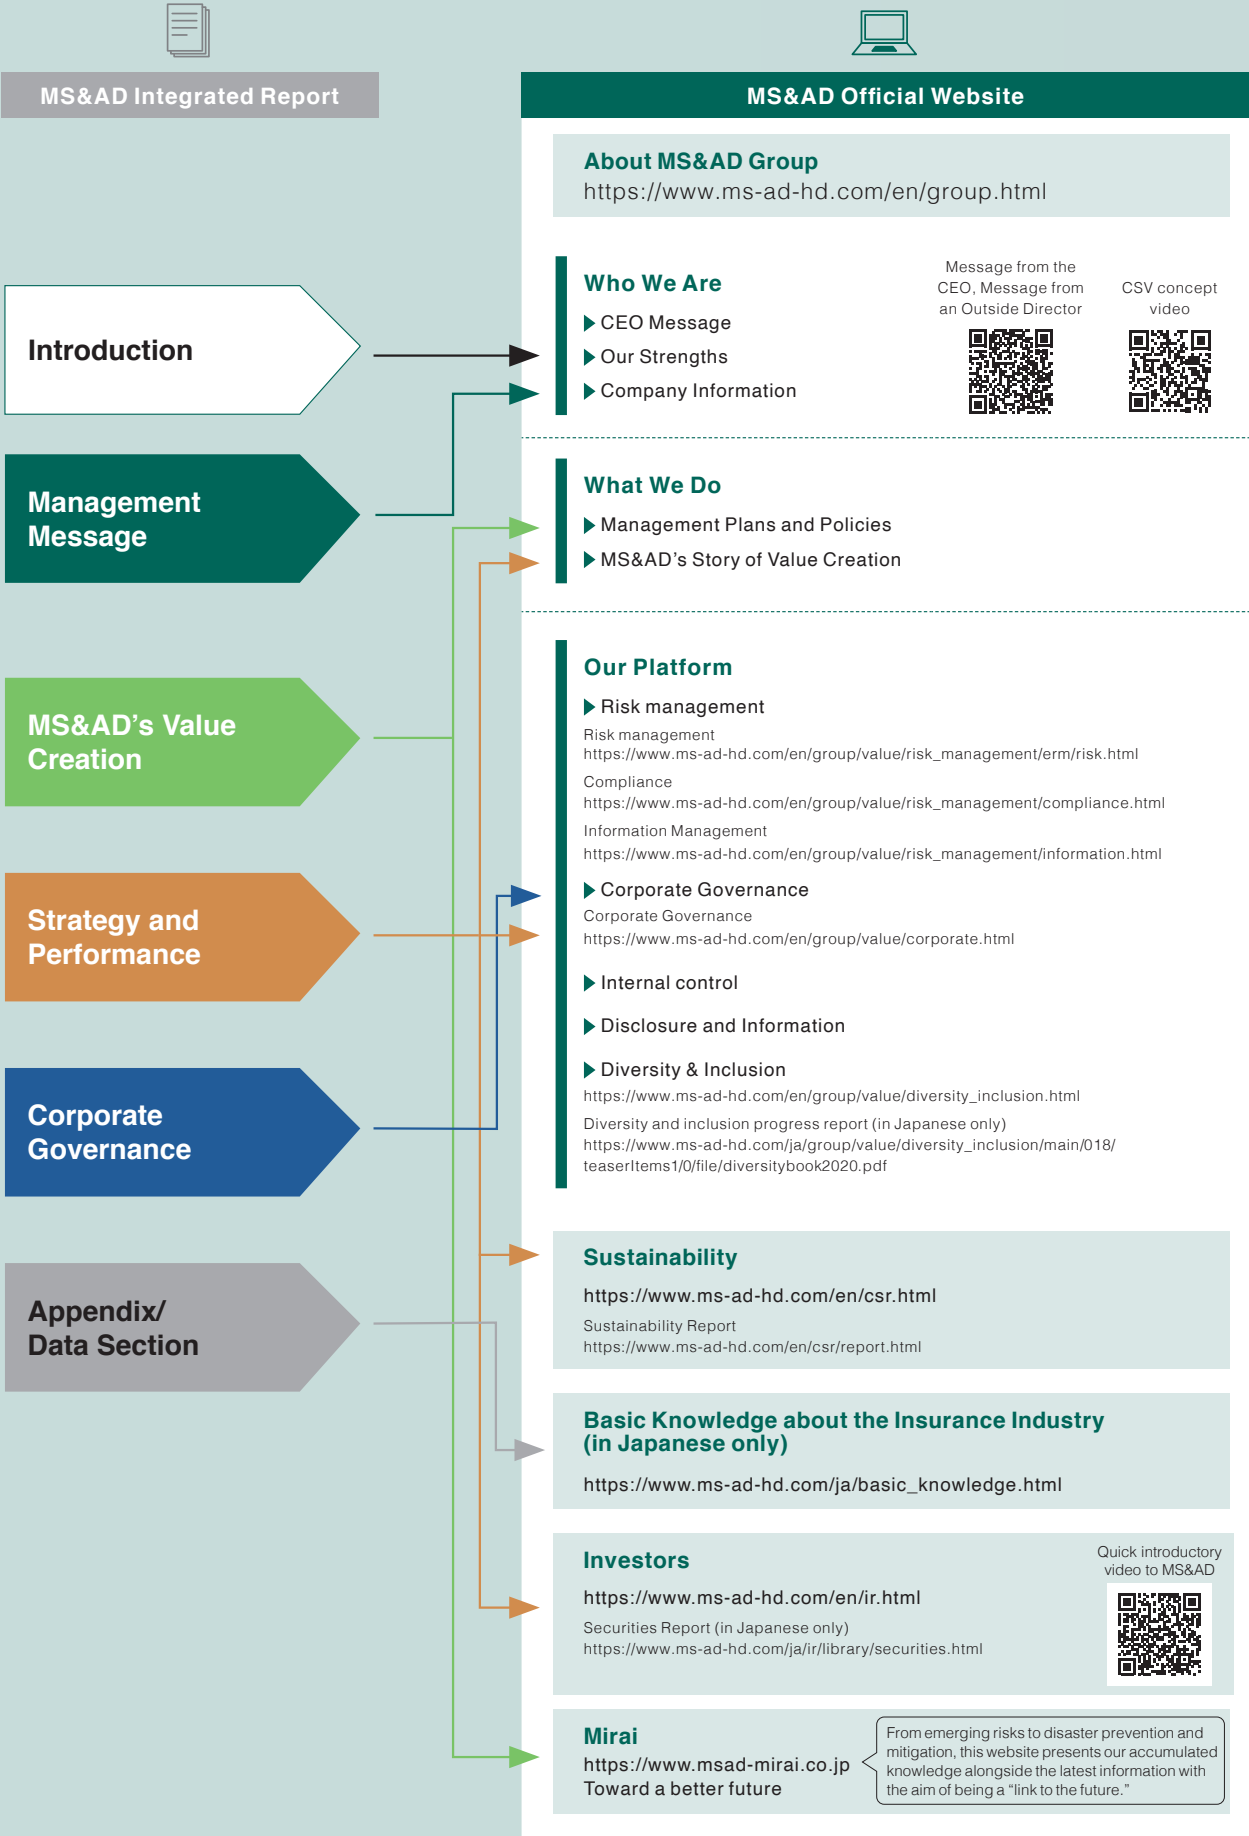 MS&AD Integrated Report
Introduction
Management
Message
MS&AD's Value
Creation
Strategy and
Performance
Corporate
Governance
Appendix/
Data Section
MS&AD Official Website
About MS&AD Group
https://www.ms-ad-hd.com/en/group.html
Who We Are
CEO Message
Our Strengths
Company Information
Message from the
CEO, Message from
an Outside Director
CSV concept
video
What We Do
Management Plans and Policies
MS&AD's Story of Value Creation
Our Platform
Risk management
Risk management
https://www.ms-ad-hd.com/en/group/value/risk_management/erm/risk.html
Compliance
https://www.ms-ad-hd.com/en/group/value/risk_management/compliance.html
Information Management
https://www.ms-ad-hd.com/en/group/value/risk_management/information.html
Corporate Governance
Corporate Governance
https://www.ms-ad-hd.com/en/group/value/corporate.html
Internal control
Disclosure and Information
Diversity & Inclusion
https://www.ms-ad-hd.com/en/group/value/diversity_inclusion.html
Diversity and inclusion progress report (in Japanese only)
https://www.ms-ad-hd.com/ja/group/value/diversity_inclusion/main/018/
teaserItems1/0/file/diversitybook2020.pdf
Sustainability
https://www.ms-ad-hd.com/en/csr.html
Sustainability Report
https://www.ms-ad-hd.com/en/csr/report.html
Basic Knowledge about the Insurance Industry
(in Japanese only)
https://www.ms-ad-hd.com/ja/basic_knowledge.html
Investors
https://www.ms-ad-hd.com/en/ir.html
Securities Report (in Japanese only)
https://www.ms-ad-hd.com/ja/ir/library/securities.html
Quick introductory
video to MS&AD
Mirai
https://www.msad-mirai.co.jp
Toward a better future
From emerging risks to disaster prevention and
mitigation, this website presents our accumulated
knowledge alongside the latest information with
the aim of being a “link to the future.”